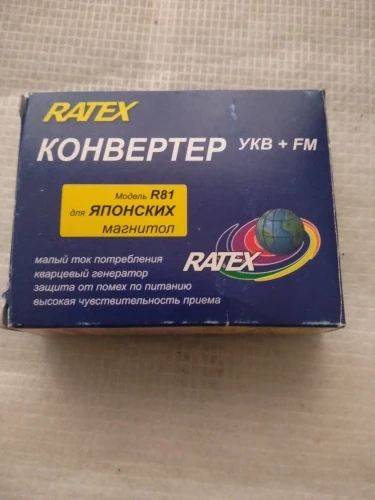 RATEX
КОНВЕРТЕР УКВ + FM
Модель R81
для ЯПОНСКИХ
магнитол
RATEX
малый ток потребления
кварцевый генератор
защита от помех по питанию
высокая чувствительность приема